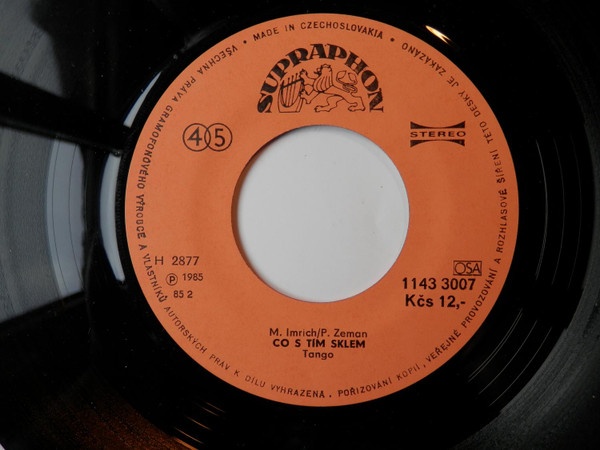 VŠECHNA PRÁVA GRAMOFONOVÉHO VÝROBCE A VLASTNÍKŮ AUTORSKÝCH PRÁV K DÍLU VYHRAZENA. POŘIZOVÁNÍ KOPIÍ, VEŘEJNÉ PROVOZOVÁNÍ A ROZHLASOVÉ ŠÍŘENÍ TÉTO DESKY JE ZAKÁZÁNO • MADE IN CZECHOSLOVAKIA •
SUPRAPHON
45
STEREO
H 2877
Ⓟ 1985
85 2
OSA
1143 3007
Kčs 12,-
M. Imrich/P. Zeman
CO S TÍM SKLEM
Tango